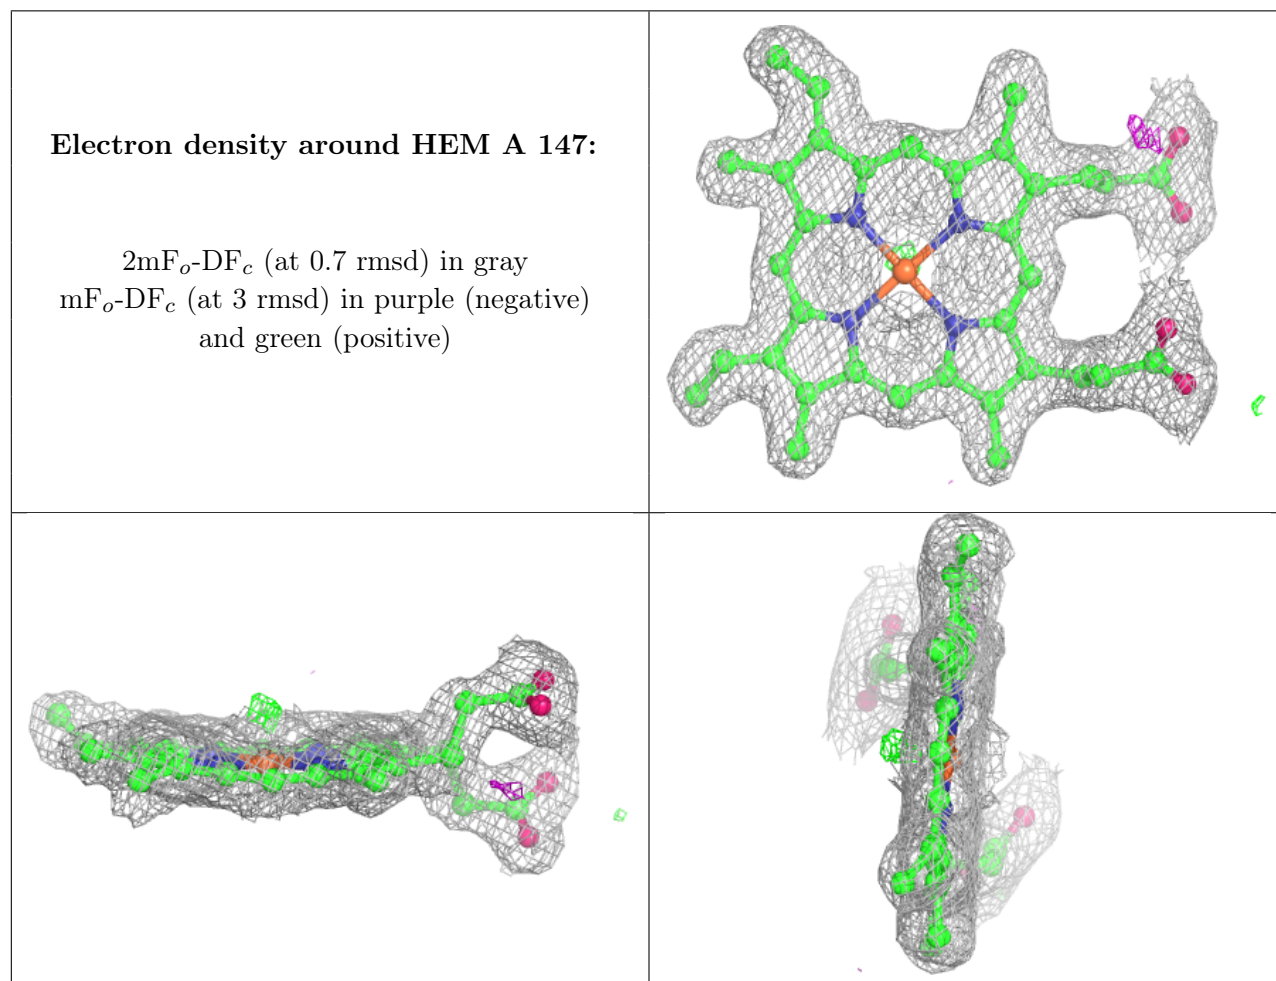 Electron density around HEM A 147:
2mFo-DFc (at 0.7 rmsd) in gray
mFo-DFc (at 3 rmsd) in purple (negative)
and green (positive)